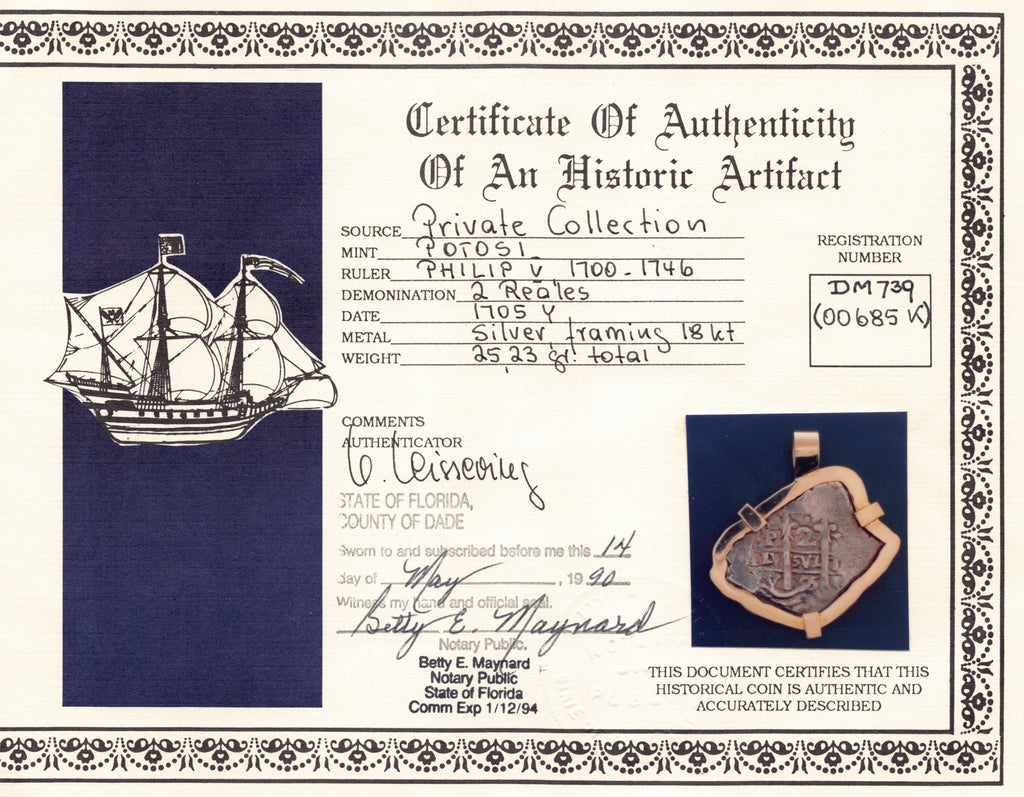 Certificate Of Authenticity
Of An Historic Artifact
SOURCE Private Collection
MINT POTOSI
RULER PHILIP V, 1700-1746
DEMONINATION 2 Reales
DATE 1705 Y
METAL Silver, framing 18 kt
WEIGHT 25,23 gr. total
REGISTRATION
NUMBER
DM739
(00685 K)
COMMENTS
AUTHENTICATOR
STATE OF FLORIDA,
COUNTY OF DADE
Sworn to and subscribed before me this 14
day of May, 1990
Witness my hand and official seal.
Betty E. Maynard
Notary Public.
Betty E. Maynard
Notary Public
State of Florida
Comm Exp 1/12/94
THIS DOCUMENT CERTIFIES THAT THIS
HISTORICAL COIN IS AUTHENTIC AND
ACCURATELY DESCRIBED